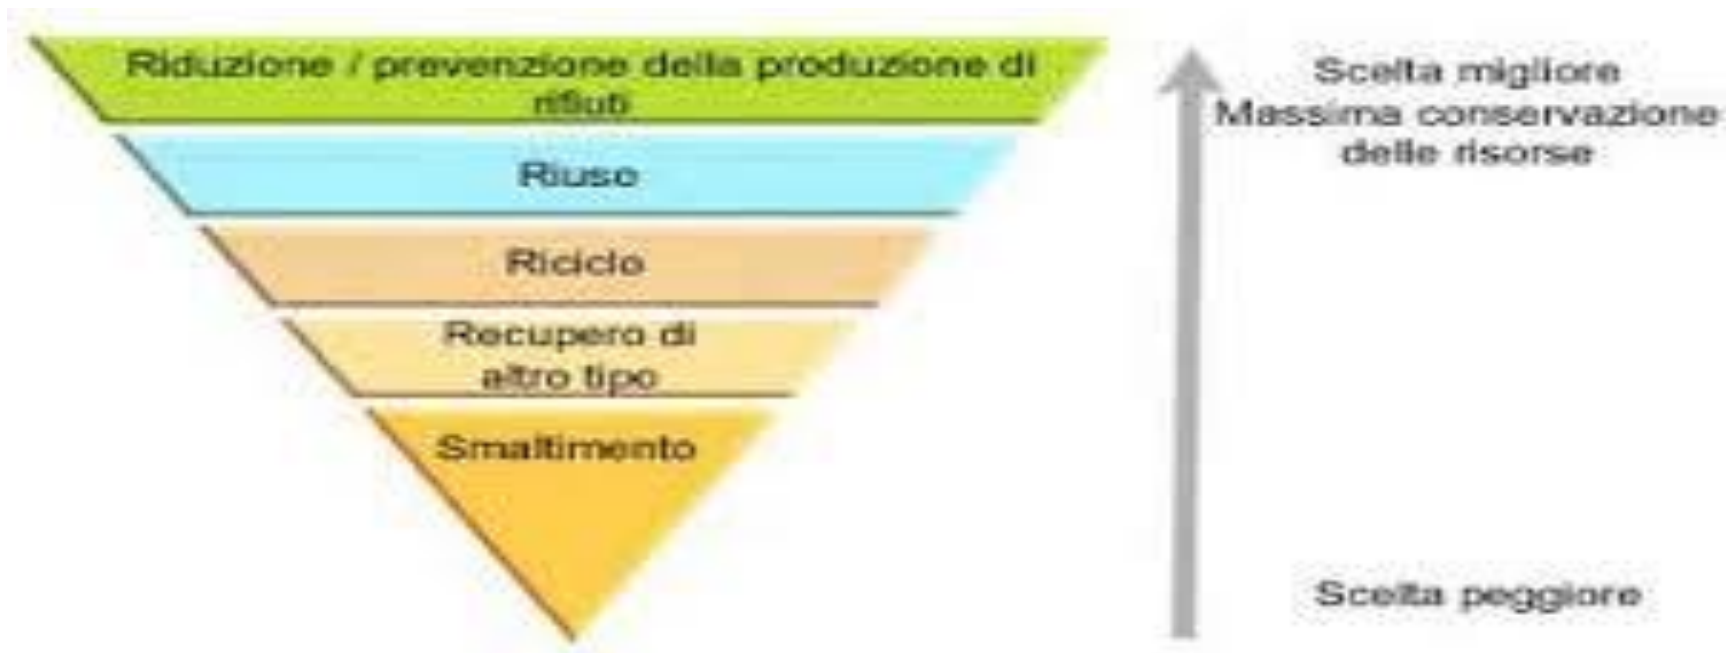 Riduzione / prevenzione della produzione di
rifiuti
Riuso
Riciclo
Recupero di
altro tipo
Smaltimento
Scelta migliore
Massima conservazione
delle risorse
Scelta peggiore